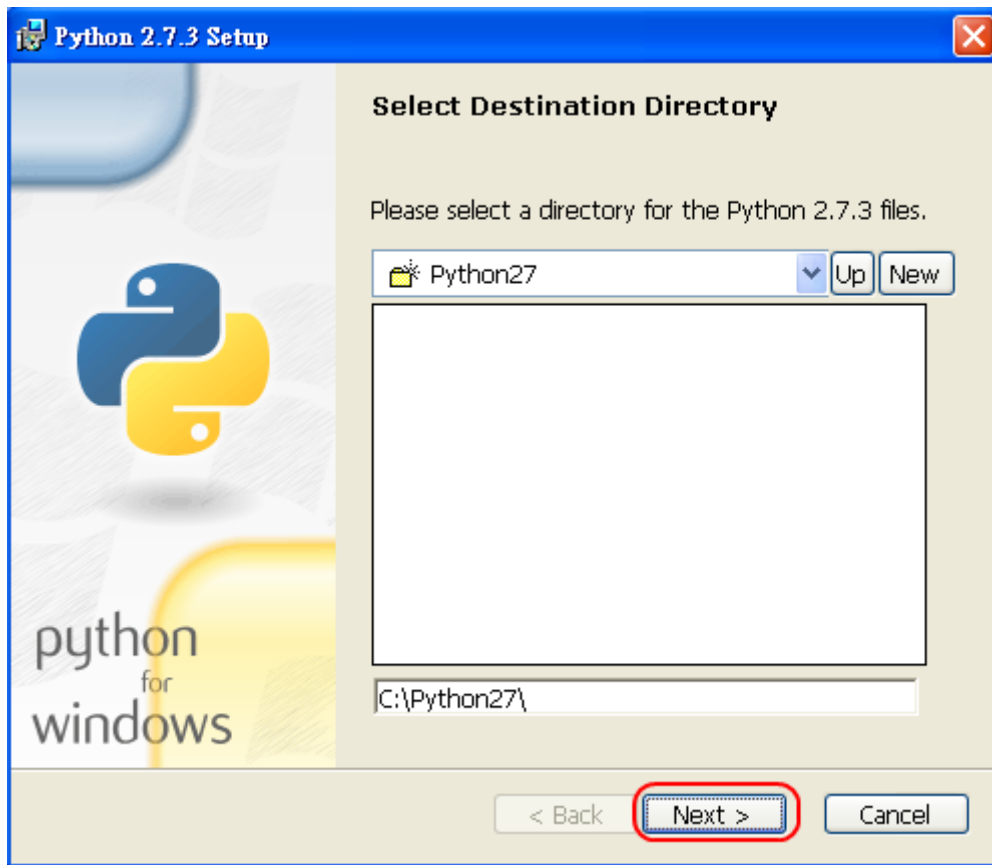 Python 2.7.3 Setup
Select Destination Directory
Please select a directory for the Python 2.7.3 files.
Python27
Up
New
C:\Python27\
python
for
windows
< Back
Next >
Cancel